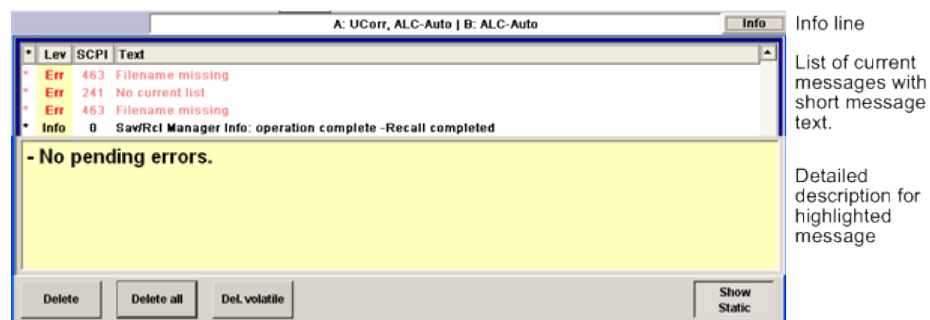 A: UCorr, ALC-Auto | B: ALC-Auto
Info
Info line
* Lev SCPI Text
* Err 463 Filename missing
* Err 241 No current list
* Err 463 Filename missing
* Info 0 Sav/Rcl Manager Info: operation complete -Recall completed
List of current
messages with
short message
text.
- No pending errors.
Detailed
description for
highlighted
message
Delete
Delete all
Del. volatile
Show
Static